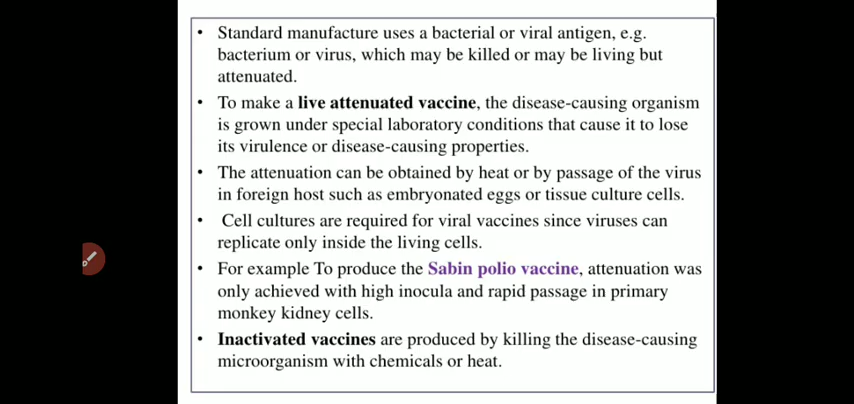 • Standard manufacture uses a bacterial or viral antigen, e.g.
bacterium or virus, which may be killed or may be living but
attenuated.
• To make a live attenuated vaccine, the disease-causing organism
is grown under special laboratory conditions that cause it to lose
its virulence or disease-causing properties.
• The attenuation can be obtained by heat or by passage of the virus
in foreign host such as embryonated eggs or tissue culture cells.
• Cell cultures are required for viral vaccines since viruses can
replicate only inside the living cells.
• For example To produce the Sabin polio vaccine, attenuation was
only achieved with high inocula and rapid passage in primary
monkey kidney cells.
• Inactivated vaccines are produced by killing the disease-causing
microorganism with chemicals or heat.